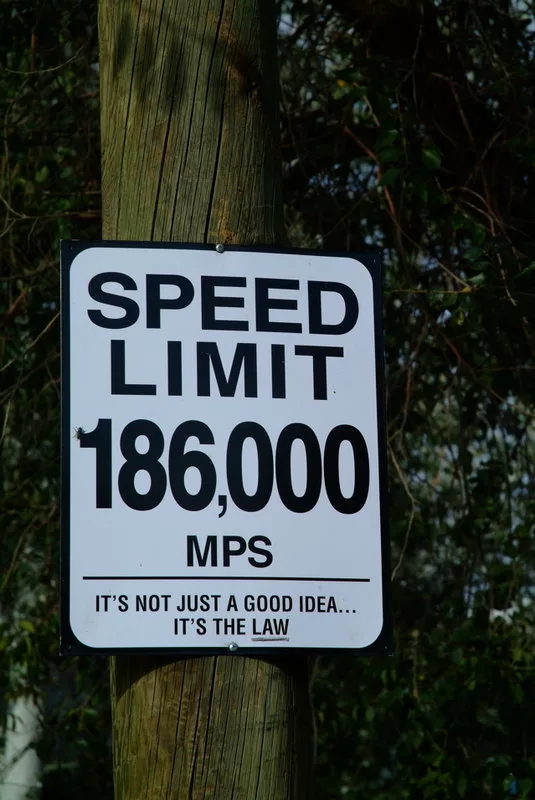 SPEED
LIMIT
186,000
MPS
IT'S NOT JUST A GOOD IDEA...
IT'S THE LAW